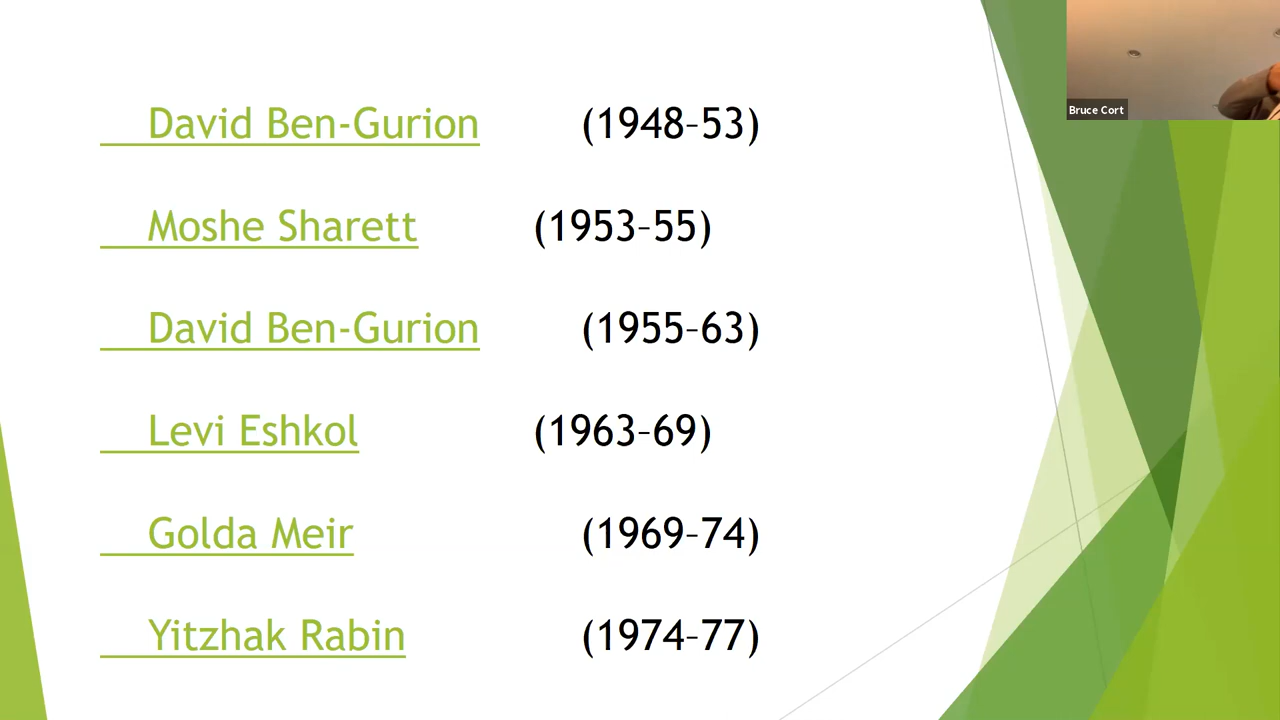 David Ben-Gurion (1948–53)
Moshe Sharett (1953–55)
David Ben-Gurion (1955–63)
Levi Eshkol (1963–69)
Golda Meir (1969–74)
Yitzhak Rabin (1974–77)
Bruce Cort